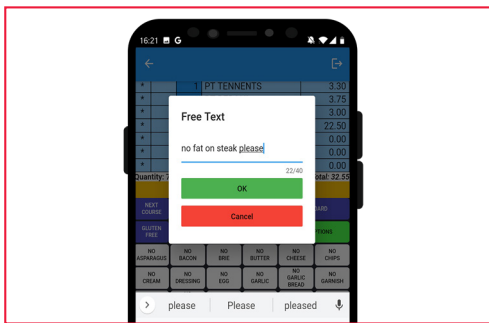 16:21 G
1 PT TENNENTS 3.30
* 3.75
* 3.00
* 22.50
* 0.00
* 0.00
* 0.00
Free Text
no fat on steak please
22/40
OK
Cancel
Quantity: 7 otal: 32.55
NEXT COURSE ARD
GLUTEN FREE TIONS
NO ASPARAGUS NO BACON NO BRIE NO BUTTER NO CHEESE NO CHIPS
NO CREAM NO DRESSING NO EGG NO GARLIC NO GARLIC BREAD NO GARNISH
please Please pleased